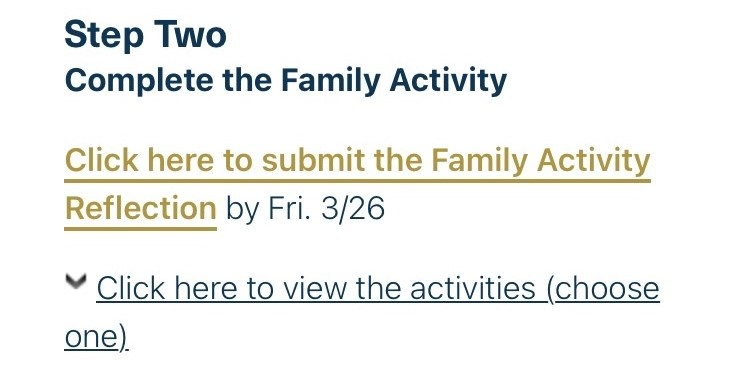 Step Two
Complete the Family Activity
Click here to submit the Family Activity
Reflection by Fri. 3/26
Click here to view the activities (choose
one)